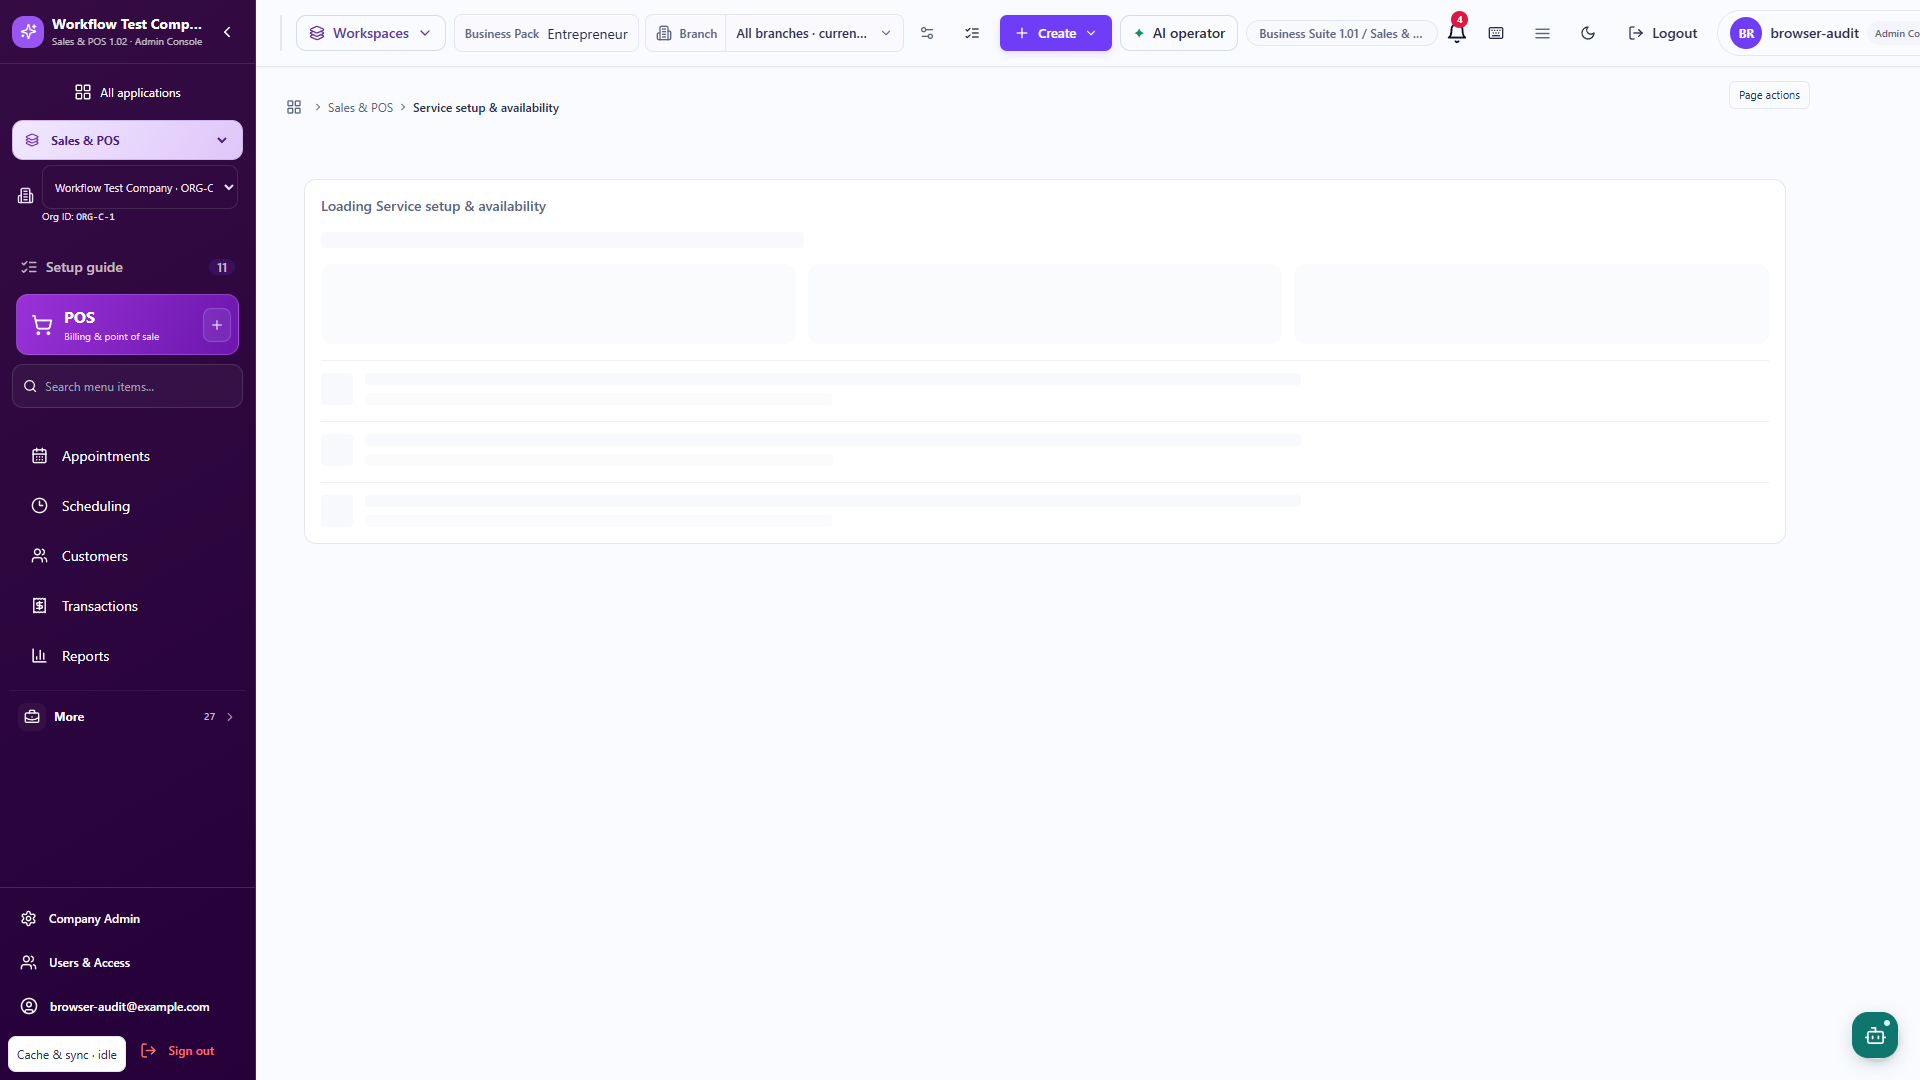 Workflow Test Comp...
Sales & POS 1.02 · Admin Console
All applications
Sales & POS
Workflow Test Company · ORG-C
Org ID: ORG-C-1
Setup guide 11
POS
Billing & point of sale
Search menu items...
Appointments
Scheduling
Customers
Transactions
Reports
More 27
Company Admin
Users & Access
browser-audit@example.com
Cache & sync · idle
Sign out
Workspaces
Business Pack Entrepreneur
Branch All branches · curren...
Create
AI operator
Business Suite 1.01 / Sales & ...
4
Logout
BR browser-audit
Admin Co
Sales & POS
Service setup & availability
Page actions
Loading Service setup & availability